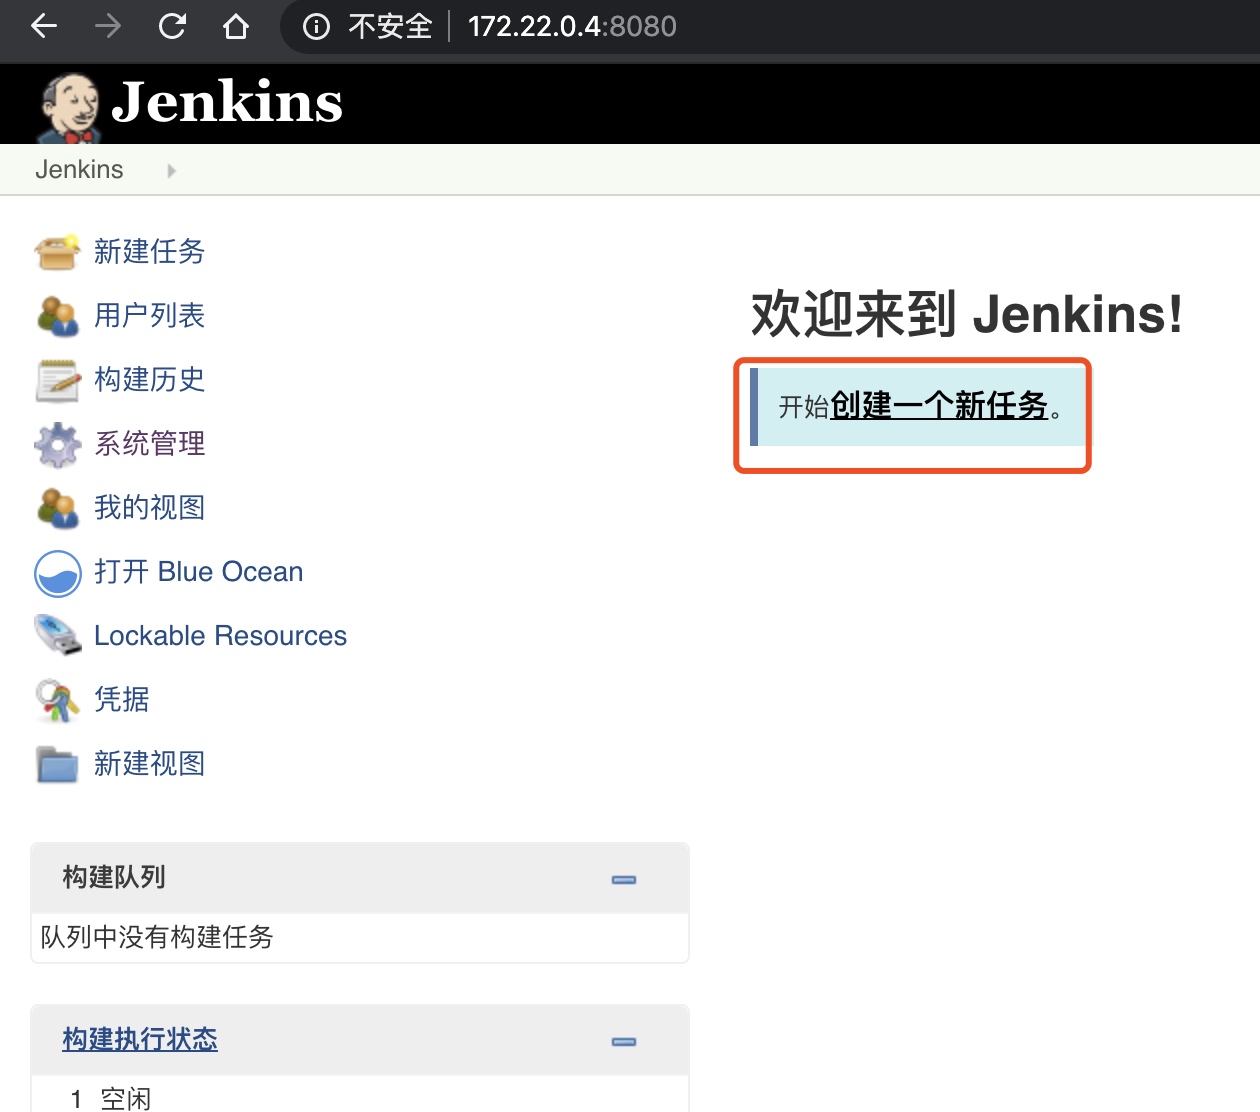 不安全 | 172.22.0.4:8080
Jenkins
Jenkins
新建任务
用户列表
构建历史
系统管理
我的视图
打开 Blue Ocean
Lockable Resources
凭据
新建视图
欢迎来到 Jenkins!
开始创建一个新任务。
构建队列
队列中没有构建任务
构建执行状态
1 空闲